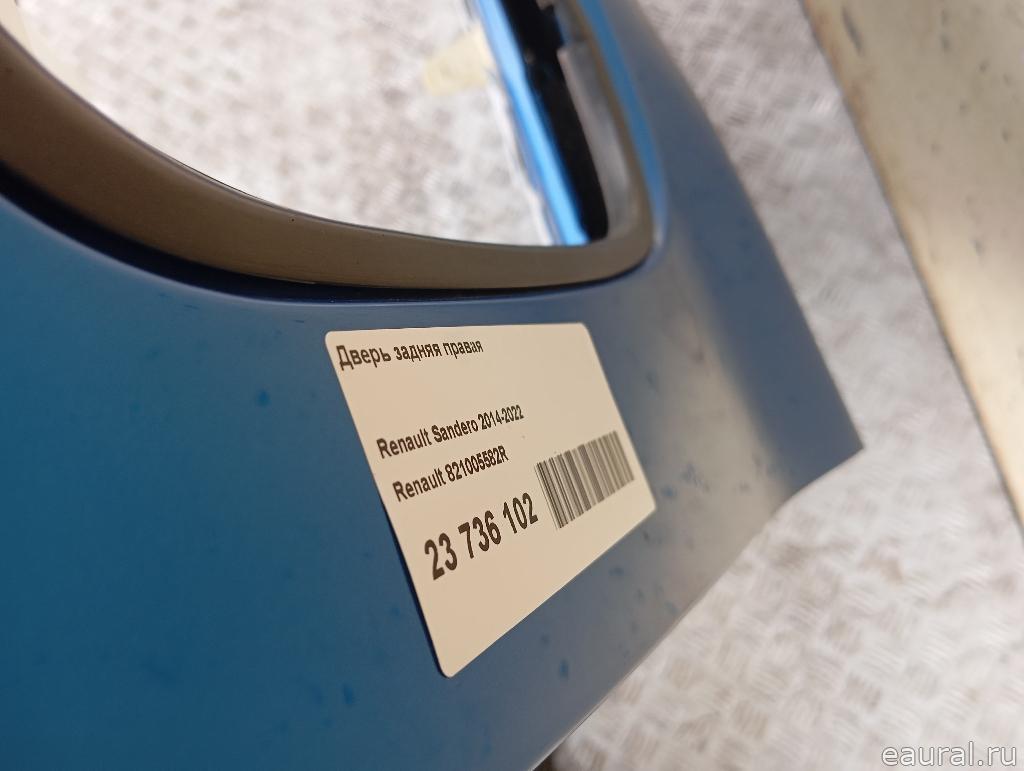 Дверь задняя правая
Renault Sandero 2014-2022
Renault 821005582R
23 736 102
eaural.ru